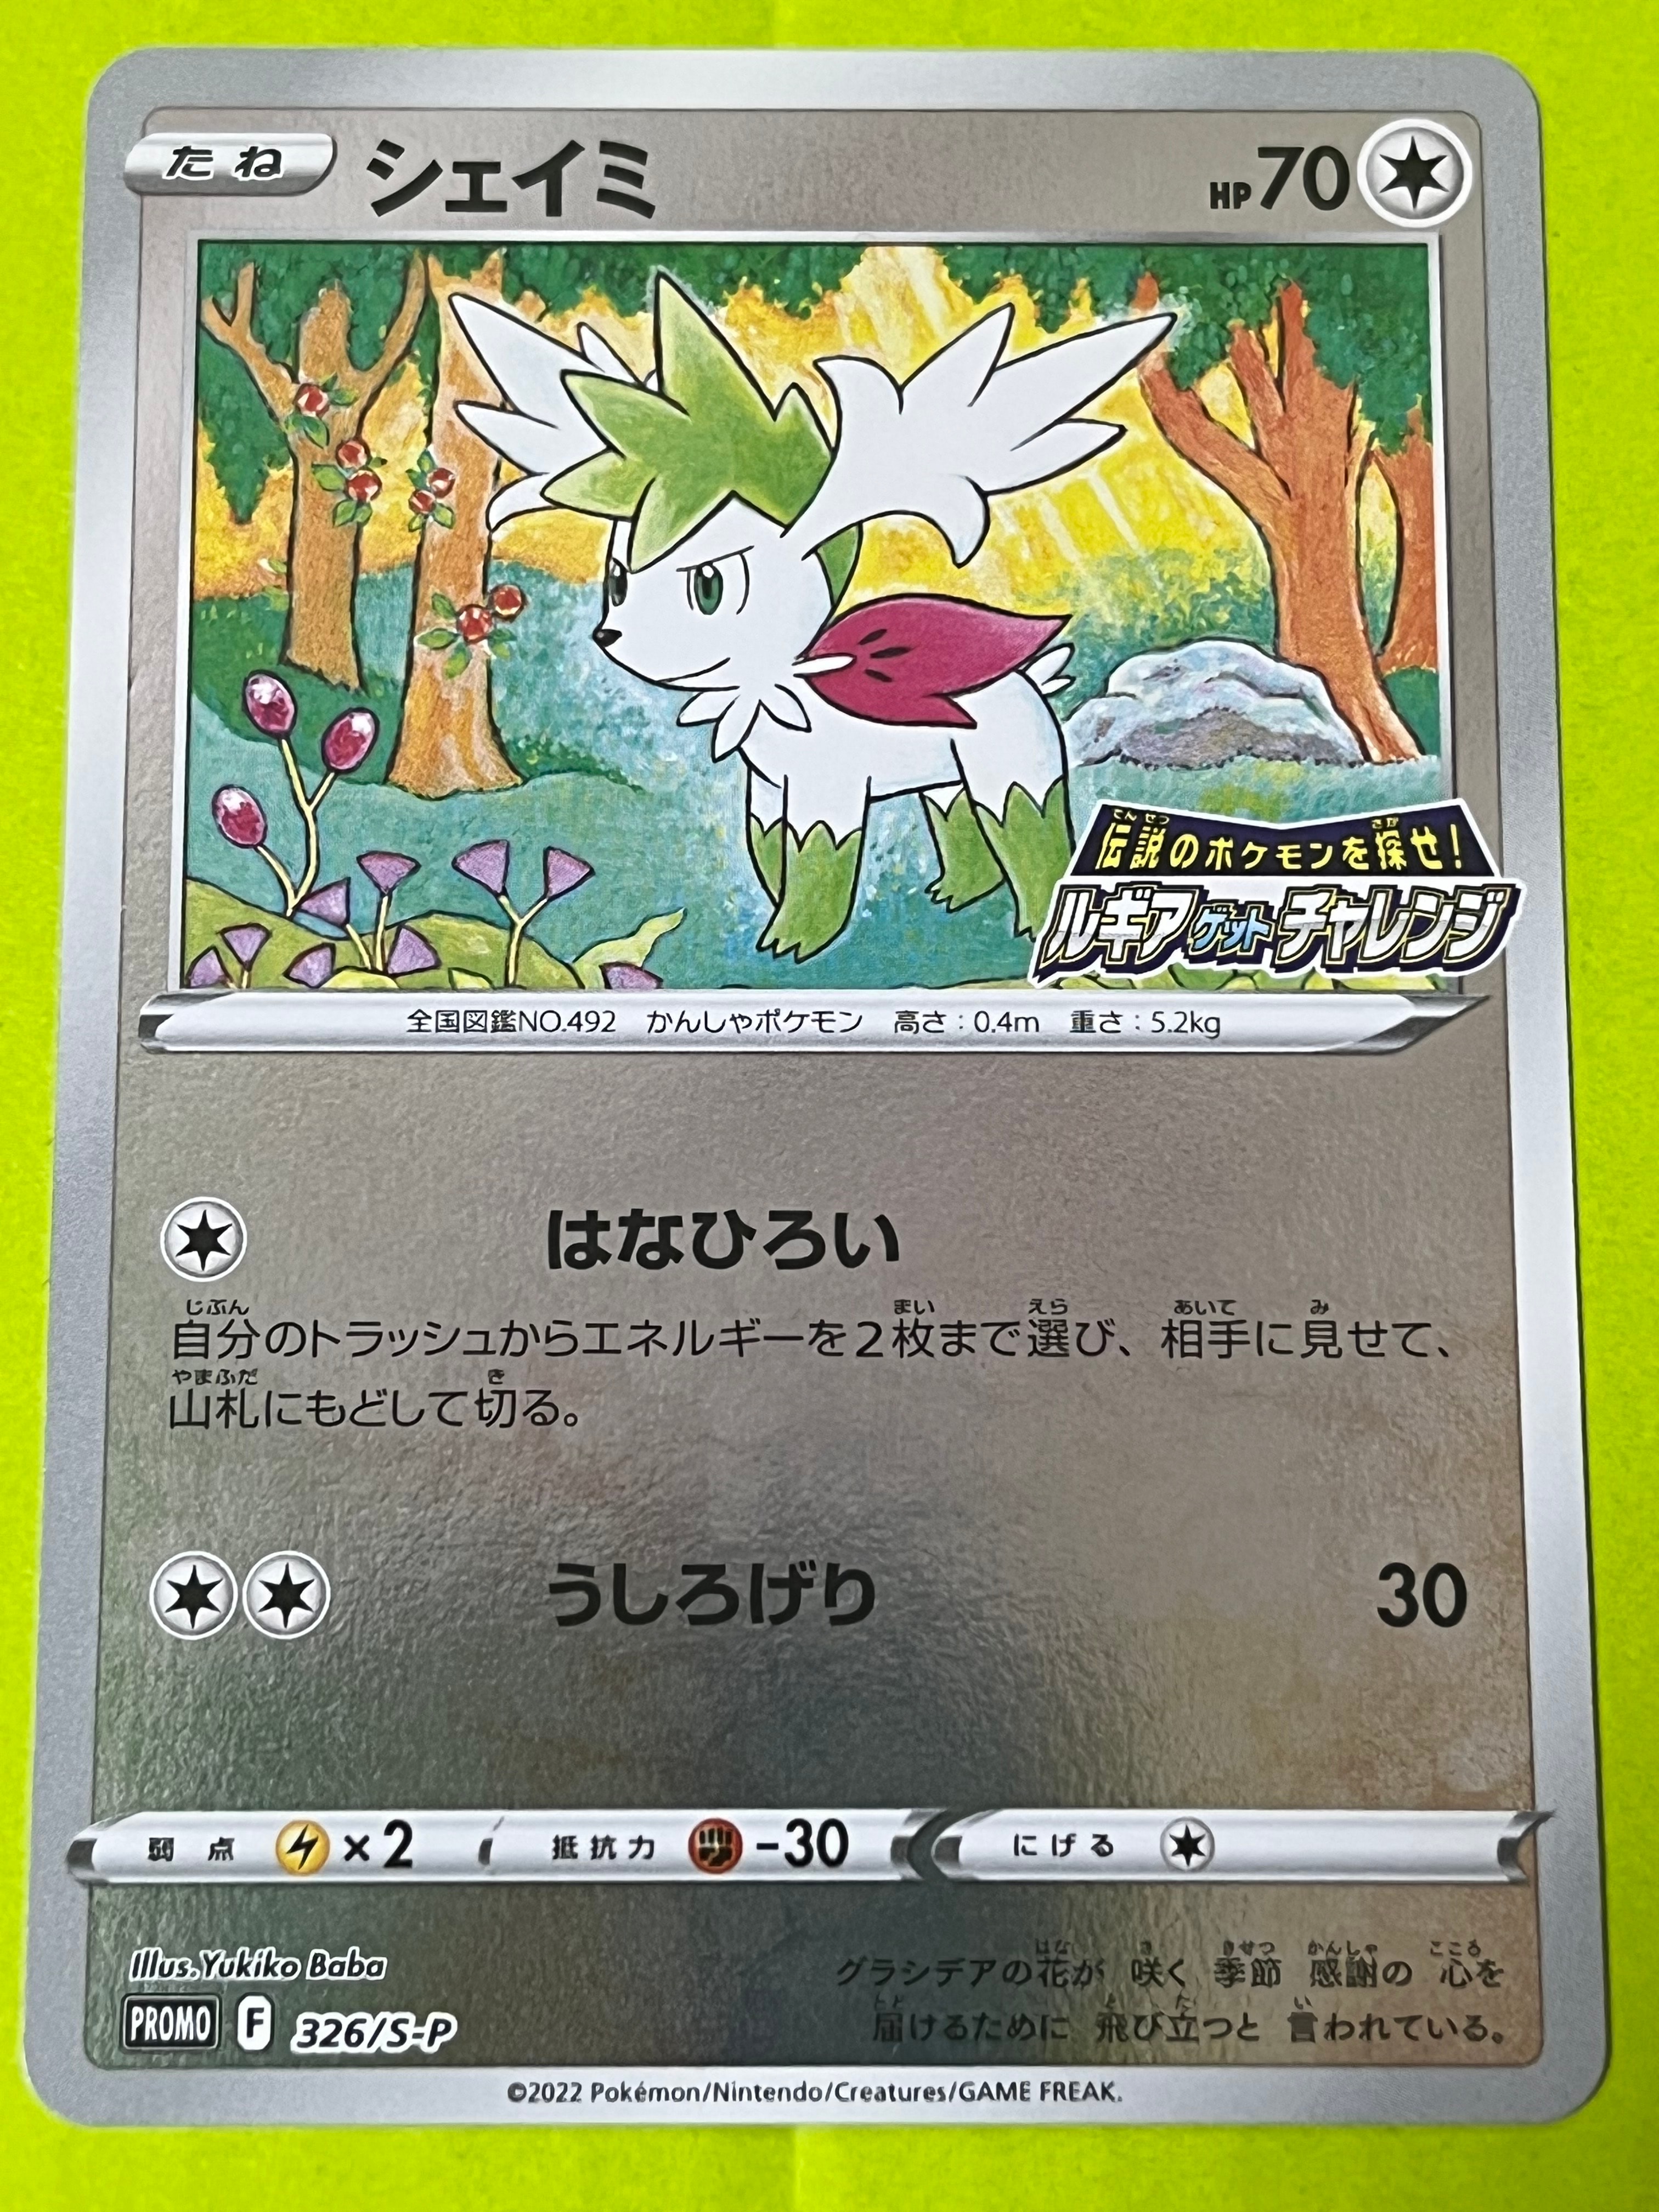 たね シェイミ HP70
伝説のポケモンを探せ!
ルギアゲットチャレンジ
全国図鑑NO.492 かんしゃポケモン 高さ:0.4m 重さ:5.2kg
はなひろい
自分のトラッシュからエネルギーを2枚まで選び、相手に見せて、
山札にもどして切る。
うしろげり 30
弱点 ×2 抵抗力 -30 にげる
Illus.Yukiko Baba
グラシデアの花が 咲く 季節 感謝の 心を
届けるために 飛び立つと 言われている。
PROMO F 326/S-P
©2022 Pokémon/Nintendo/Creatures/GAME FREAK.